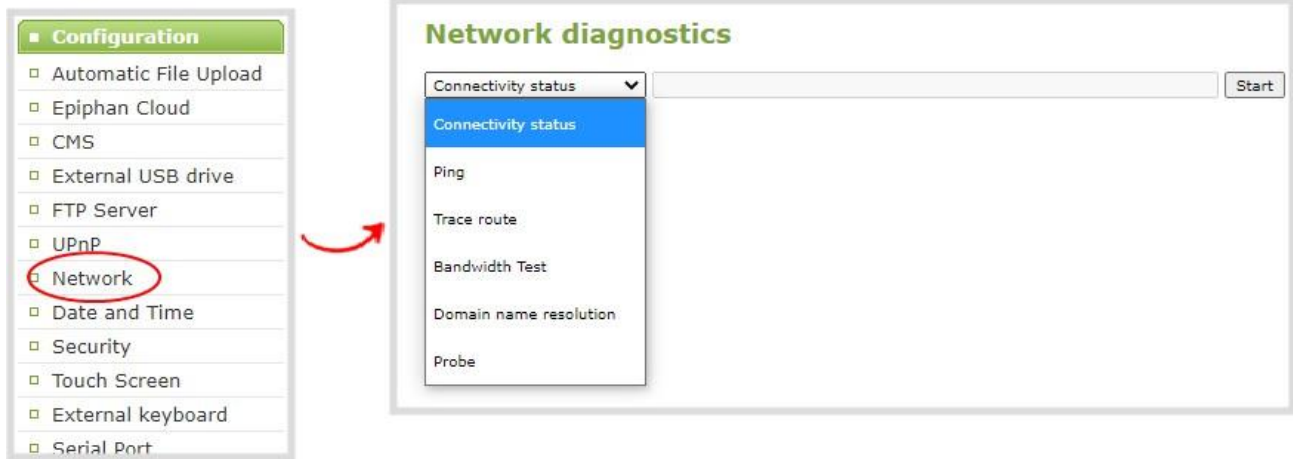 Configuration
Automatic File Upload
Epiphan Cloud
CMS
External USB drive
FTP Server
UPnP
Network
Date and Time
Security
Touch Screen
External keyboard
Serial Port
Network diagnostics
Connectivity status
Start
Connectivity status
Ping
Trace route
Bandwidth Test
Domain name resolution
Probe